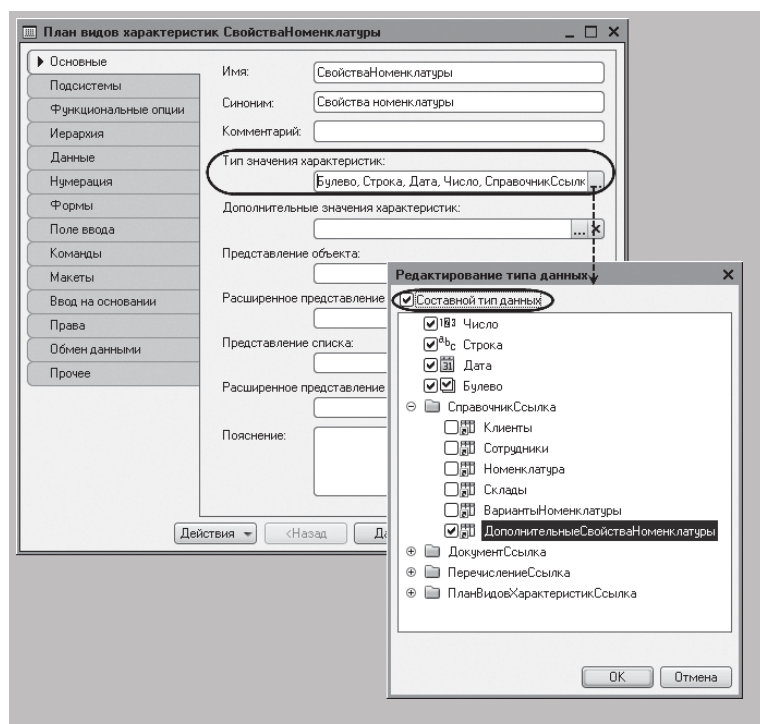 План видов характеристик СвойстваНоменклатуры
Основные
Подсистемы
Функциональные опции
Иерархия
Данные
Нумерация
Формы
Поле ввода
Команды
Макеты
Ввод на основании
Права
Обмен данными
Прочее
Имя: СвойстваНоменклатуры
Синоним: Свойства номенклатуры
Комментарий:
Тип значения характеристик:
Булево, Строка, Дата, Число, СправочникСсылк ...
Дополнительные значения характеристик:
... ×
Представление объекта:
Расширенное представление
Представление списка:
Расширенное представление
Пояснение:
Действия <Назад Да
Редактирование типа данных
Составной тип данных
Число
Строка
Дата
Булево
СправочникСсылка
Клиенты
Сотрудники
Номенклатура
Склады
ВариантыНоменклатуры
ДополнительныеСвойстваНоменклатуры
ДокументСсылка
ПеречислениеСсылка
ПланВидовХарактеристикСсылка
OK Отмена